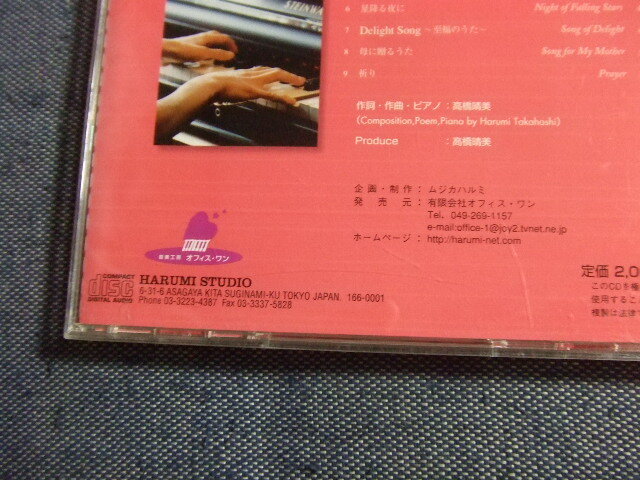 STEINWA
6 星降る夜に Night of Falling Stars
7 Delight Song ～至福のうた～ Song of Delight
8 母に贈るうた Song for My Mother
9 祈り Prayer
作詞・作曲・ピアノ：高橋晴美
(Composition,Poem,Piano by Harumi Takahashi)
Produce ：高橋晴美
企画・制作：ムジカハルミ
発売元：有限会社オフィス・ワン
Tel. 049-269-1157
e-mail:office-1@jcy2.tvnet.ne.jp
ホームページ：http://harumi-net.com
音楽工房 オフィス・ワン
COMPACT
disc
DIGITAL AUDIO
HARUMI STUDIO
6-31-6 ASAGAYA KITA SUGINAMI-KU TOKYO JAPAN. 166-0001
Phone 03-3223-4387 Fax 03-3337-5828
定価 2,0
このCDを権
使用するこ
複製は法律